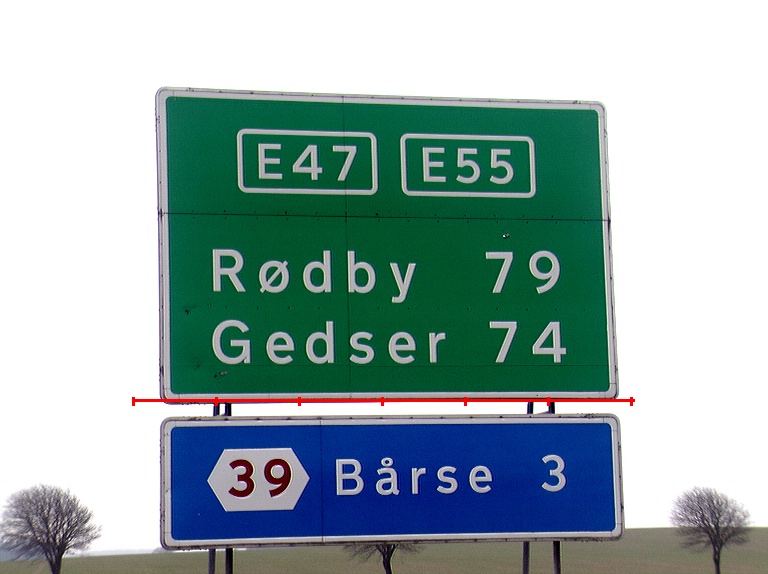 E47 E55
Rødby 79
Gedser 74
39 Bårse 3